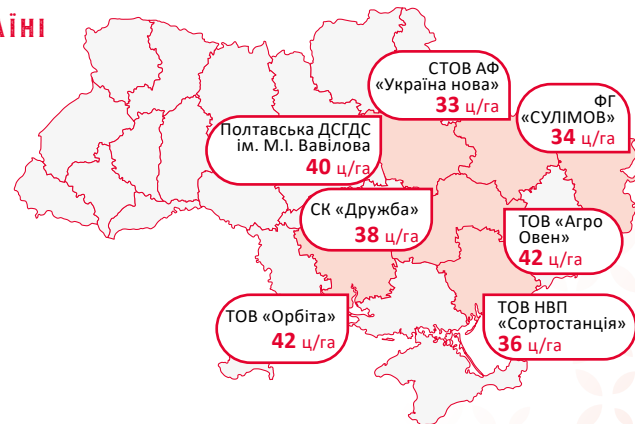 АЇНІ
СТОВ АФ
«Україна нова»
33 ц/га
ФГ
«СУЛІМОВ»
34 ц/га
Полтавська ДСГДС
ім. М.І. Вавілова
40 ц/га
СК «Дружба»
38 ц/га
ТОВ «Агро
Овен»
42 ц/га
ТОВ «Орбіта»
42 ц/га
ТОВ НВП
«Сортостанція»
36 ц/га